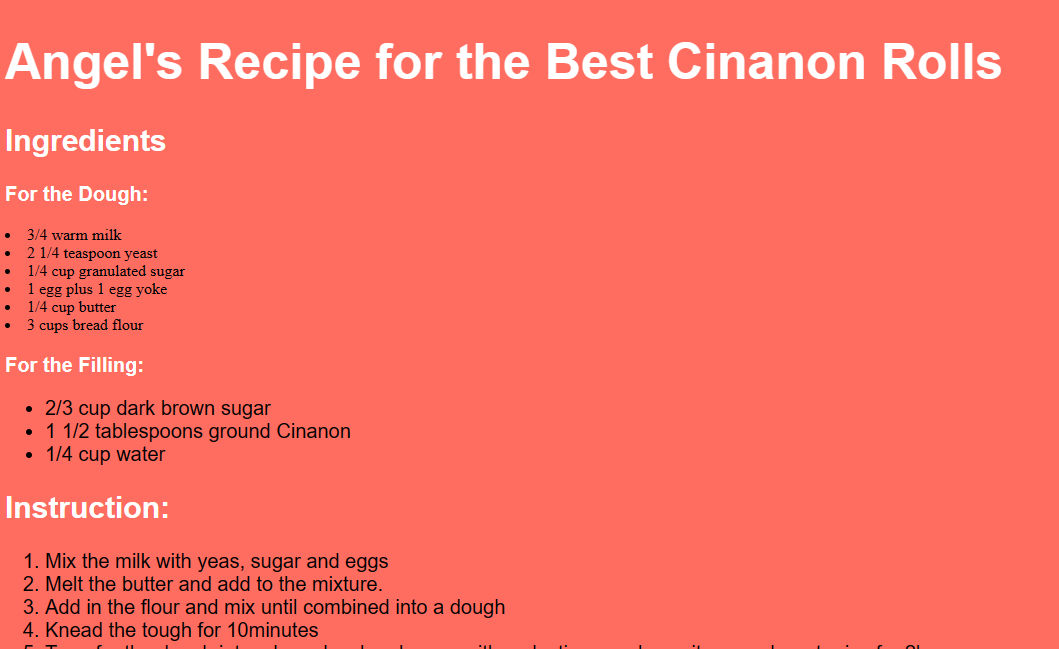 Angel's Recipe for the Best Cinanon Rolls
Ingredients
For the Dough:
3/4 warm milk
2 1/4 teaspoon yeast
1/4 cup granulated sugar
1 egg plus 1 egg yoke
1/4 cup butter
3 cups bread flour
For the Filling:
2/3 cup dark brown sugar
1 1/2 tablespoons ground Cinanon
1/4 cup water
Instruction:
1. Mix the milk with yeas, sugar and eggs
2. Melt the butter and add to the mixture.
3. Add in the flour and mix until combined into a dough
4. Knead the tough for 10minutes